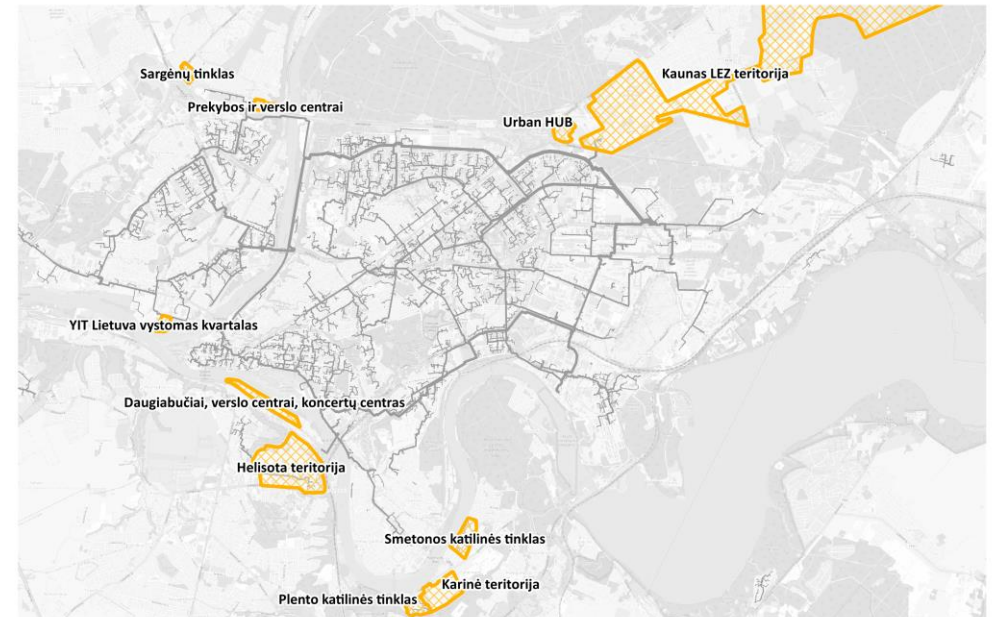 Kaunas LEZ teritorija
Sargėnų tinklas
Prekybos ir verslo centrai
Urban HUB
YIT Lietuva vystomas kvartalas
Daugiabučiai, verslo centrai, koncertų centras
Helisota teritorija
Smetonos katilinės tinklas
Karinė teritorija
Plento katilinės tinklas